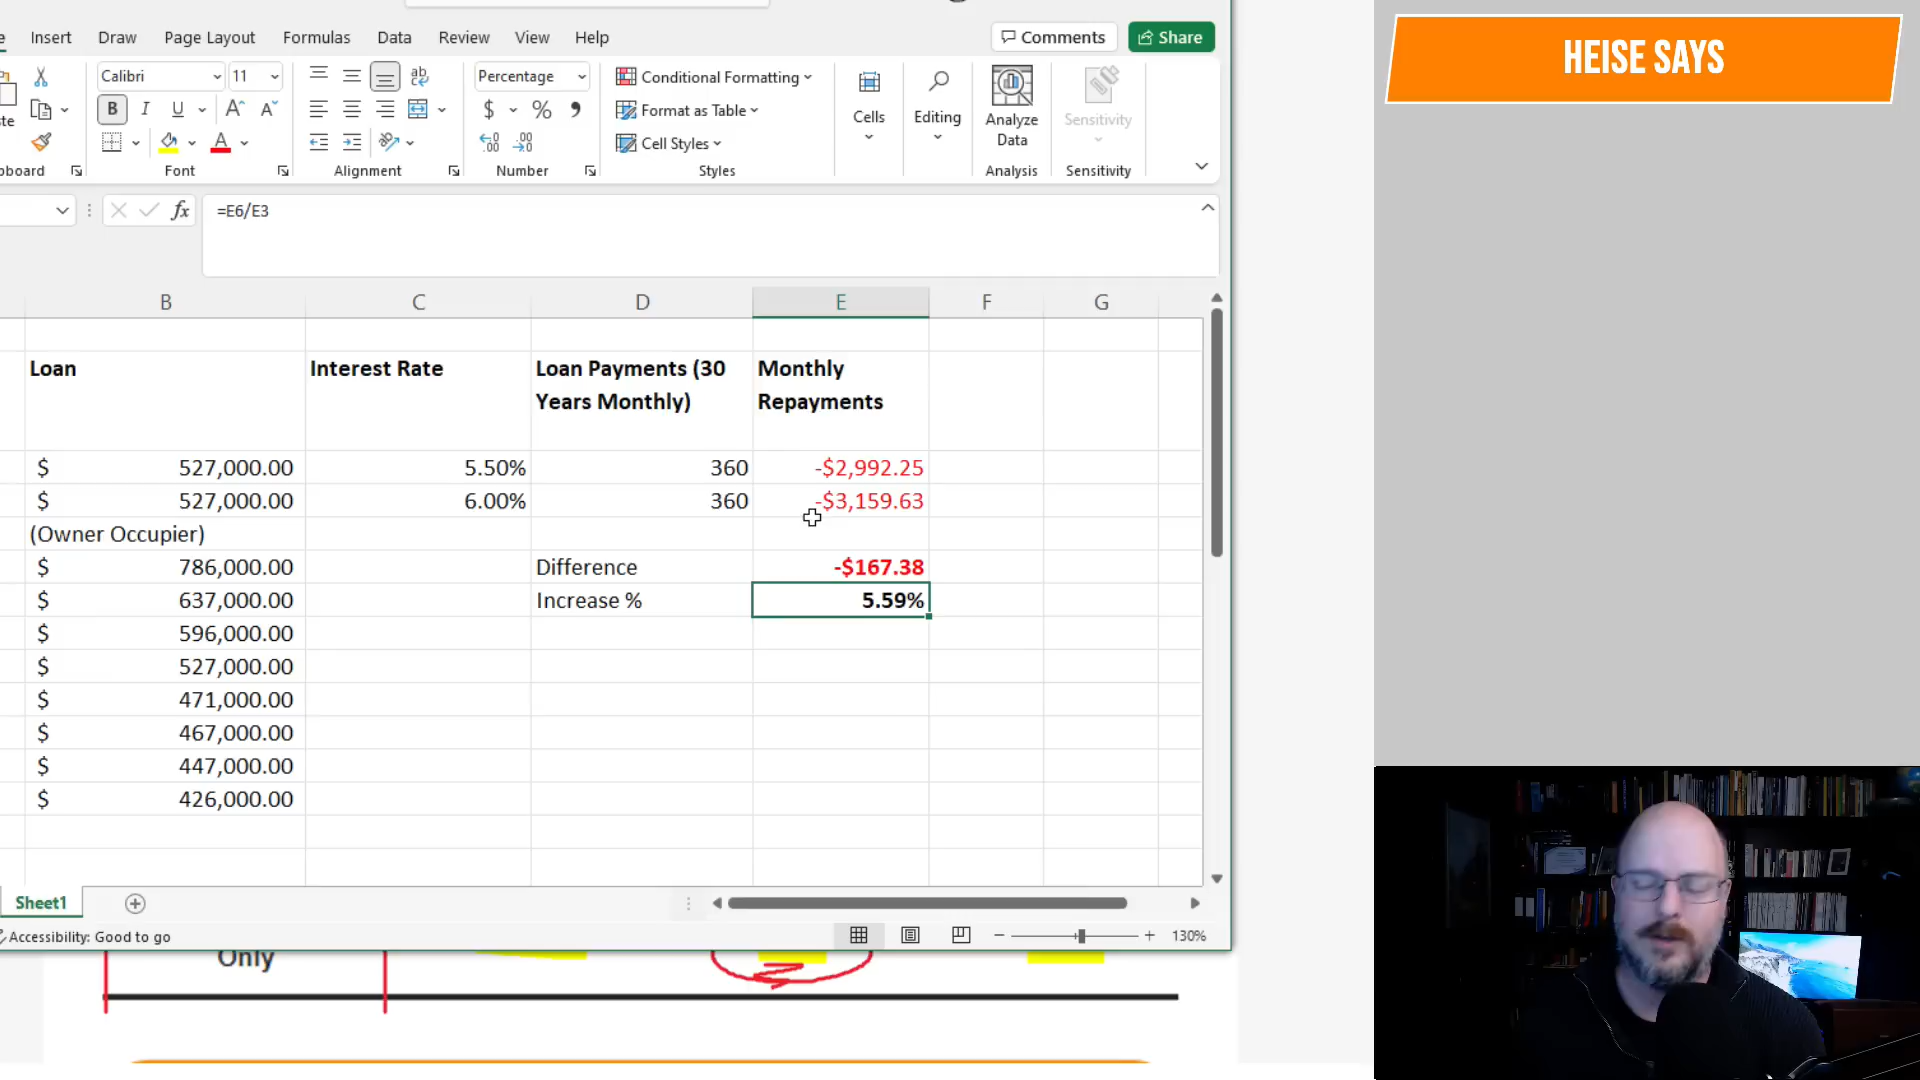 HEISE SAYS
Insert Draw Page Layout Formulas Data Review View Help
Comments Share
Calibri 11
Percentage
Conditional Formatting
Format as Table
Cell Styles
Cells
Editing
Analyze Data
Sensitivity
B I U
$ % ,
Font Alignment Number Styles Analysis Sensitivity
fx =E6/E3
B C D E F G
Loan Interest Rate Loan Payments (30 Monthly
Years Monthly) Repayments
$ 527,000.00 5.50% 360 -$2,992.25
$ 527,000.00 6.00% 360 -$3,159.63
(Owner Occupier)
$ 786,000.00 Difference -$167.38
$ 637,000.00 Increase % 5.59%
$ 596,000.00
$ 527,000.00
$ 471,000.00
$ 467,000.00
$ 447,000.00
$ 426,000.00
Sheet1
Accessibility: Good to go 130%
Only